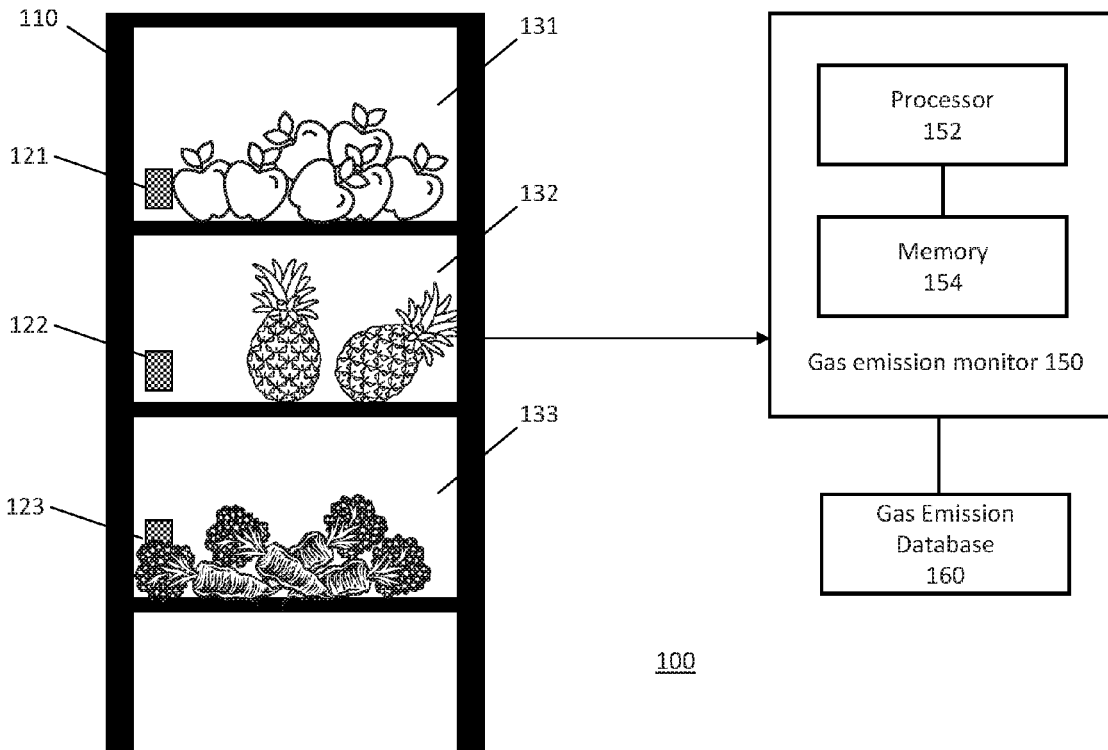 110
131
121
132
122
133
123
Processor
152
Memory
154
Gas emission monitor 150
Gas Emission
Database
160
100